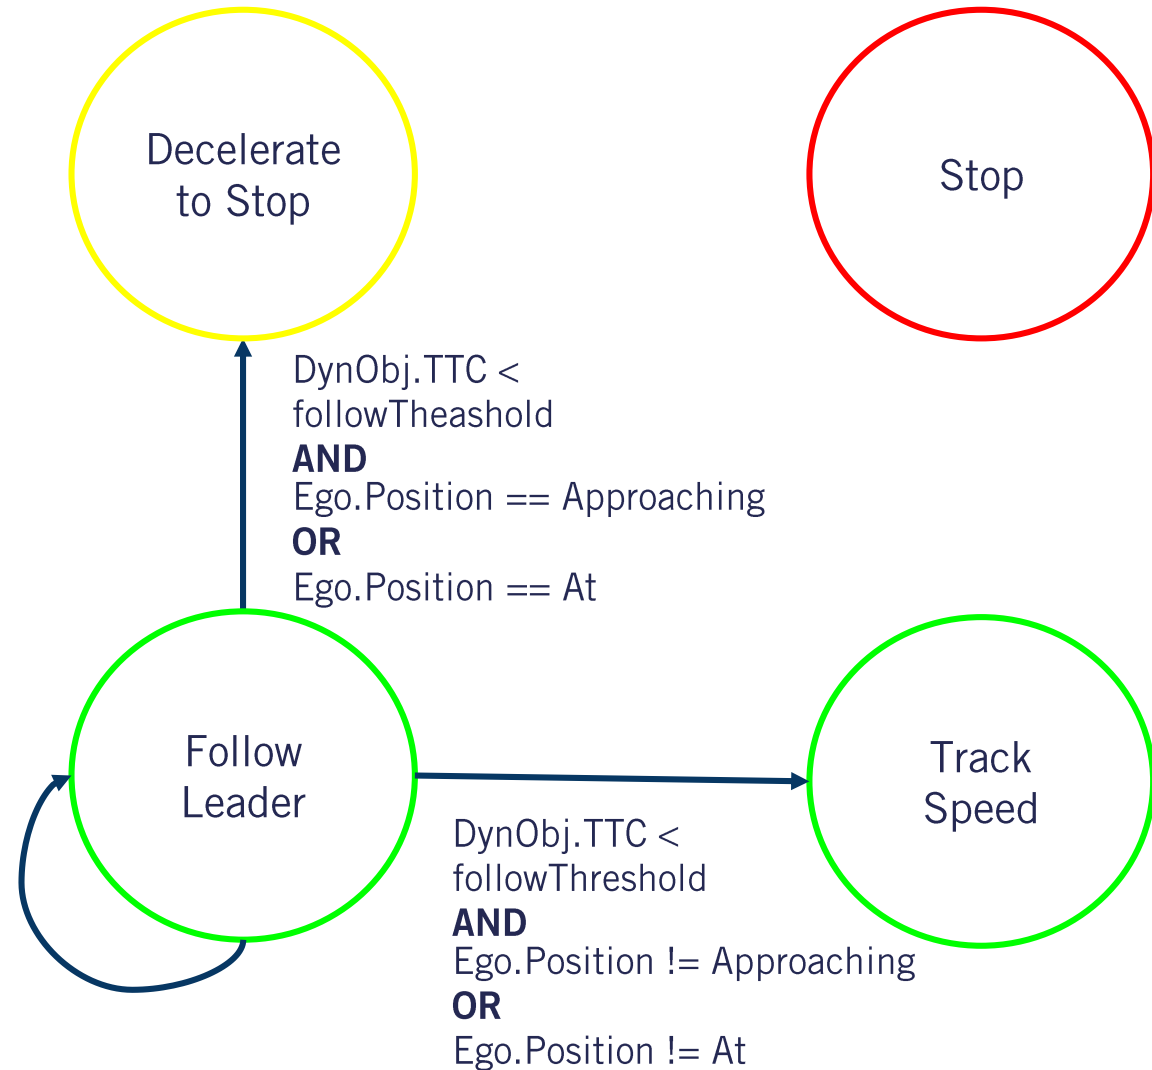 Decelerate
to Stop
Stop
DynObj.TTC <
followTheashold
AND
Ego.Position == Approaching
OR
Ego.Position == At
Follow
Leader
Track
Speed
DynObj.TTC <
followThreshold
AND
Ego.Position != Approaching
OR
Ego.Position != At